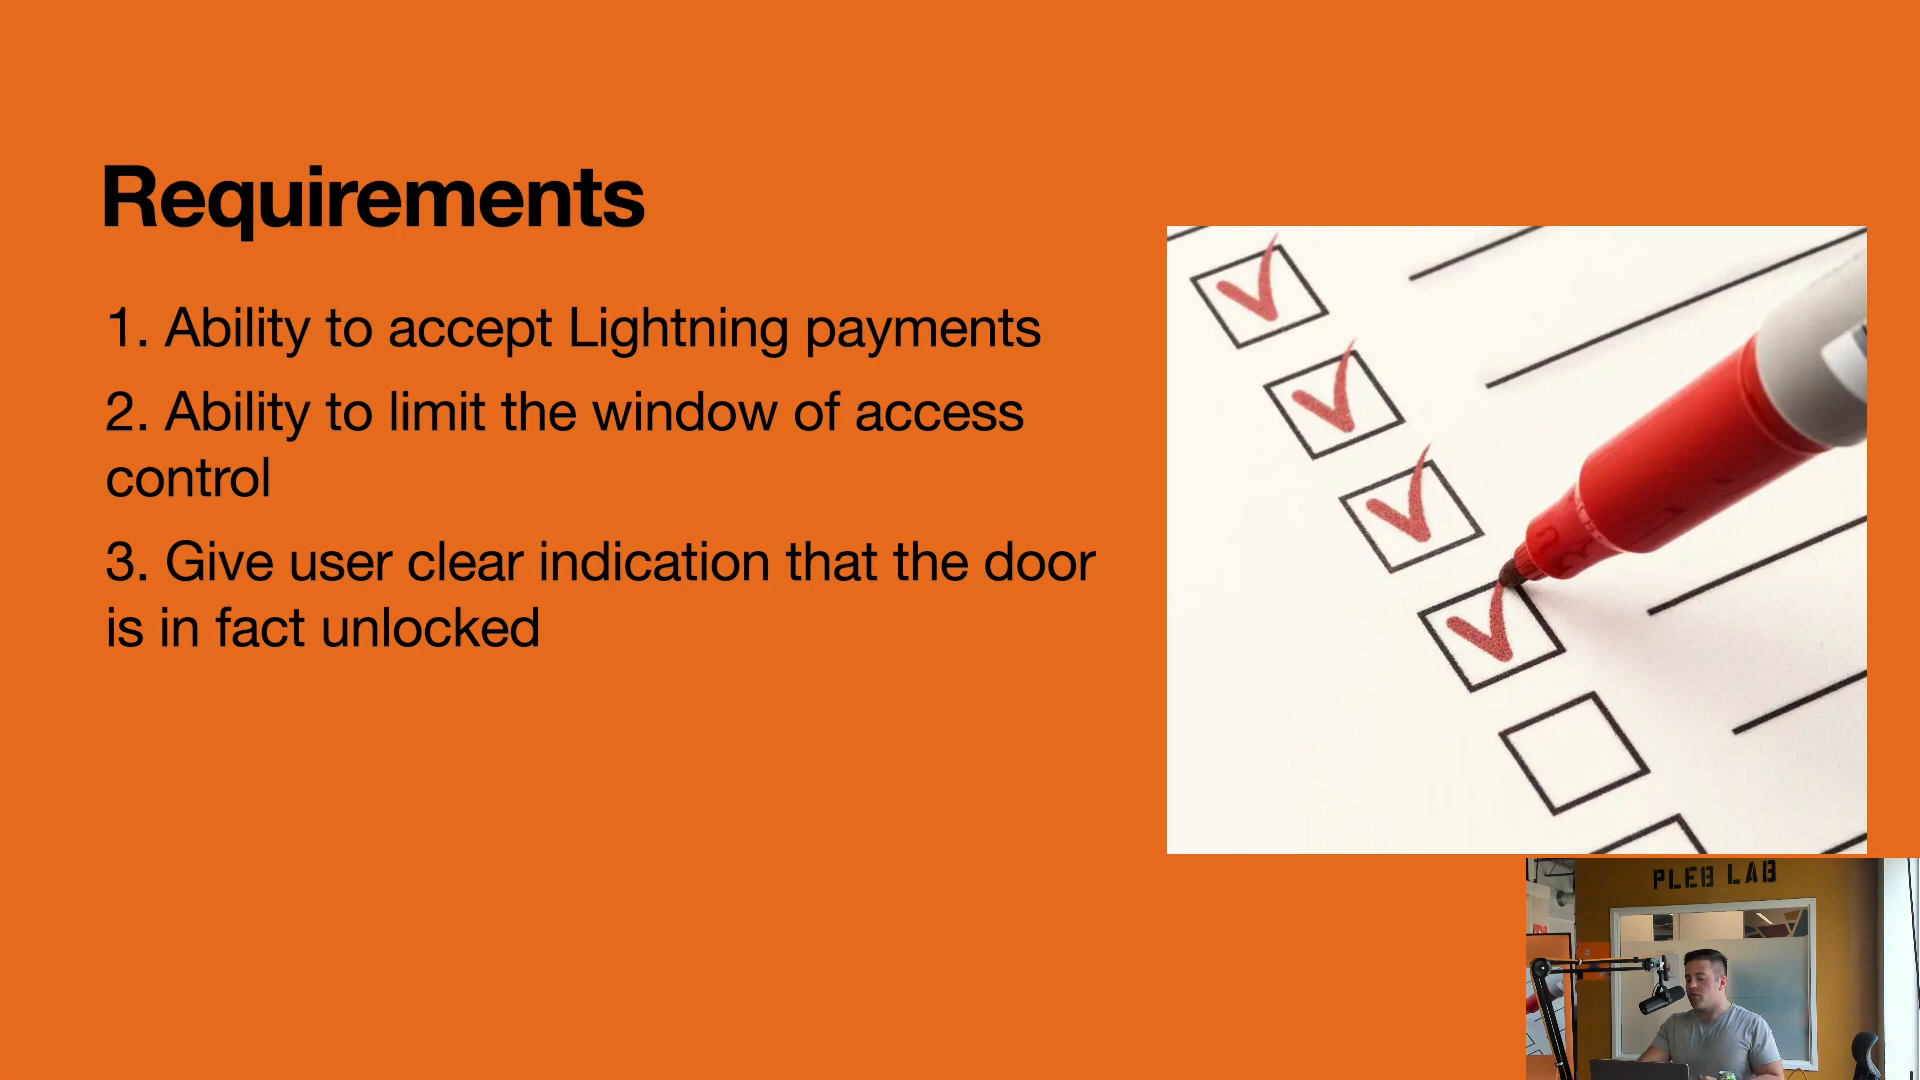 Requirements
1. Ability to accept Lightning payments
2. Ability to limit the window of access
control
3. Give user clear indication that the door
is in fact unlocked
PLEB LAB